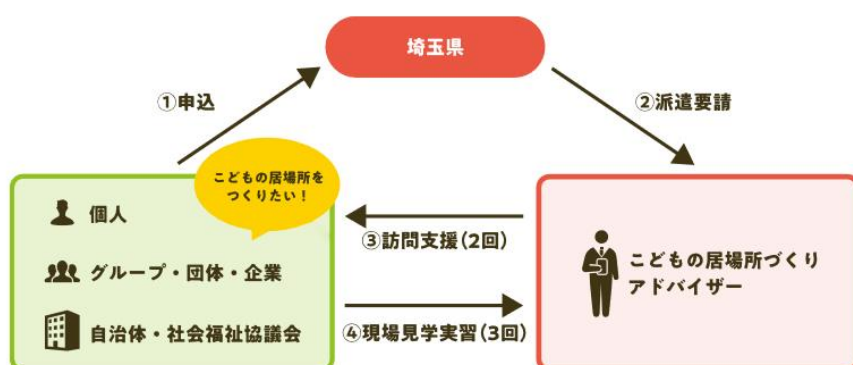 埼玉県
①申込
②派遣要請
こどもの居場所を
つくりたい！
個人
グループ・団体・企業
自治体・社会福祉協議会
③訪問支援(2回)
④現場見学実習(3回)
こどもの居場所づくり
アドバイザー